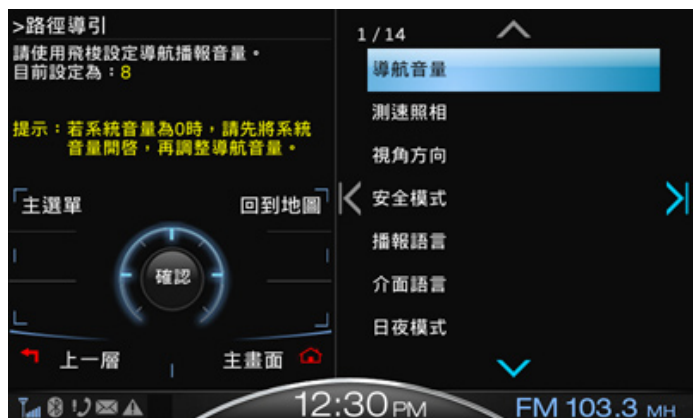 >路徑導引
請使用飛梭設定導航播報音量。
目前設定為：8
提示：若系統音量為0時，請先將系統
音量開啓，再調整導航音量。
主選單
回到地圖
確認
上一層
主畫面
1/14
導航音量
測速照相
視角方向
安全模式
播報語言
介面語言
日夜模式
12:30 PM
FM 103.3 MH